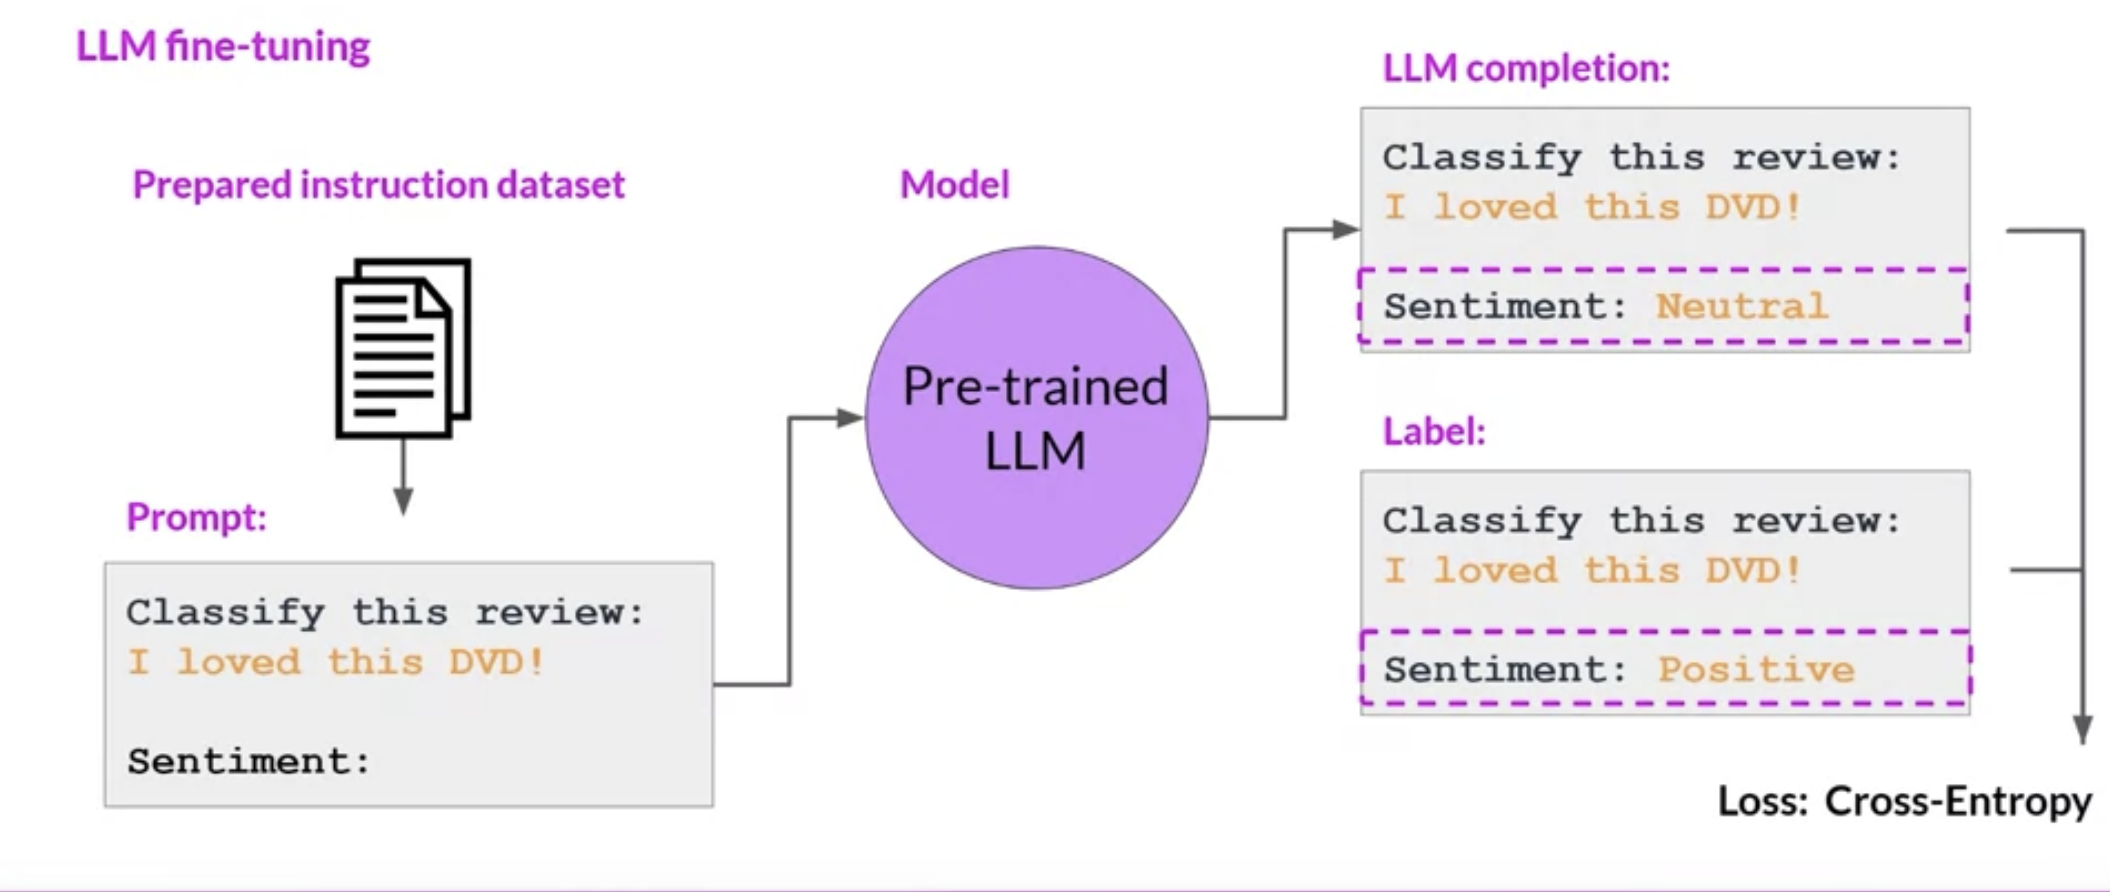 LLM fine-tuning
Prepared instruction dataset
Prompt:
Classify this review:
I loved this DVD!
Sentiment:
Model
Pre-trained
LLM
LLM completion:
Classify this review:
I loved this DVD!
Sentiment: Neutral
Label:
Classify this review:
I loved this DVD!
Sentiment: Positive
Loss: Cross-Entropy